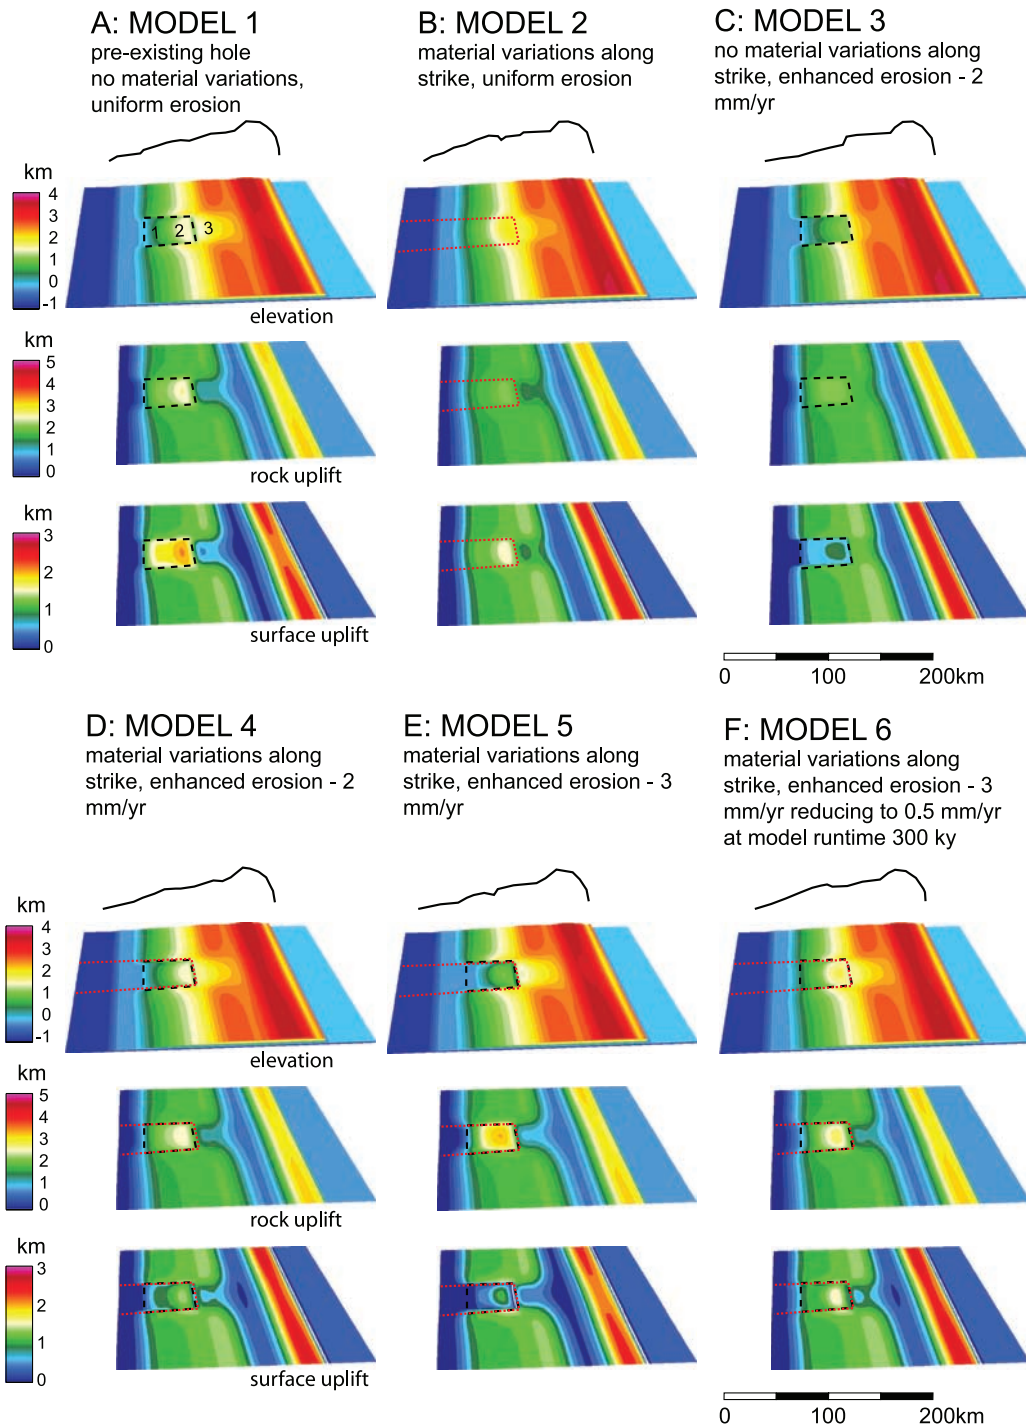 A: MODEL 1
pre-existing hole
no material variations,
uniform erosion
B: MODEL 2
material variations along
strike, uniform erosion
C: MODEL 3
no material variations along
strike, enhanced erosion - 2
mm/yr
km
4
3
2
1
0
-1
1 2 3
elevation
km
5
4
3
2
1
0
rock uplift
km
3
2
1
0
surface uplift
0 100 200km
D: MODEL 4
material variations along
strike, enhanced erosion - 2
mm/yr
E: MODEL 5
material variations along
strike, enhanced erosion - 3
mm/yr
F: MODEL 6
material variations along
strike, enhanced erosion - 3
mm/yr reducing to 0.5 mm/yr
at model runtime 300 ky
km
4
3
2
1
0
-1
elevation
km
5
4
3
2
1
0
rock uplift
km
3
2
1
0
surface uplift
0 100 200km